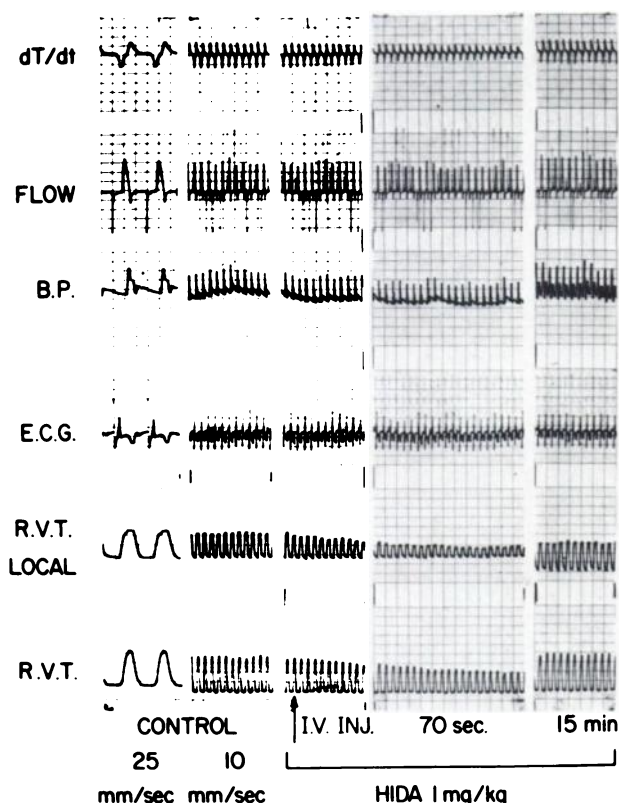 dT/dt
FLOW
B.P.
E.C.G.
R.V.T.
LOCAL
R.V.T.
CONTROL
I.V. INJ.
70 sec.
15 min
25
10
mm/sec
mm/sec
HIDA 1 mg/kg